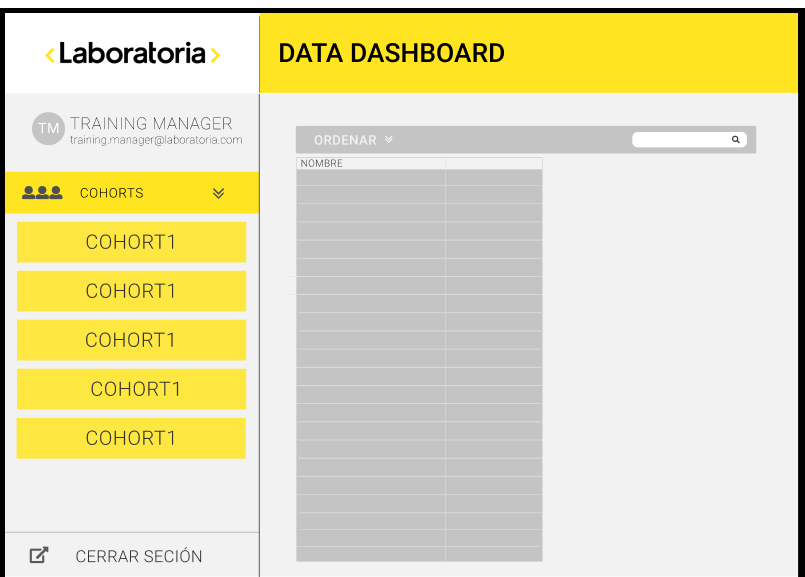 <Laboratoria>
DATA DASHBOARD
TM
TRAINING MANAGER
training.manager@laboratoria.com
COHORTS
COHORT1
COHORT1
COHORT1
COHORT1
COHORT1
CERRAR SECIÓN
ORDENAR
NOMBRE